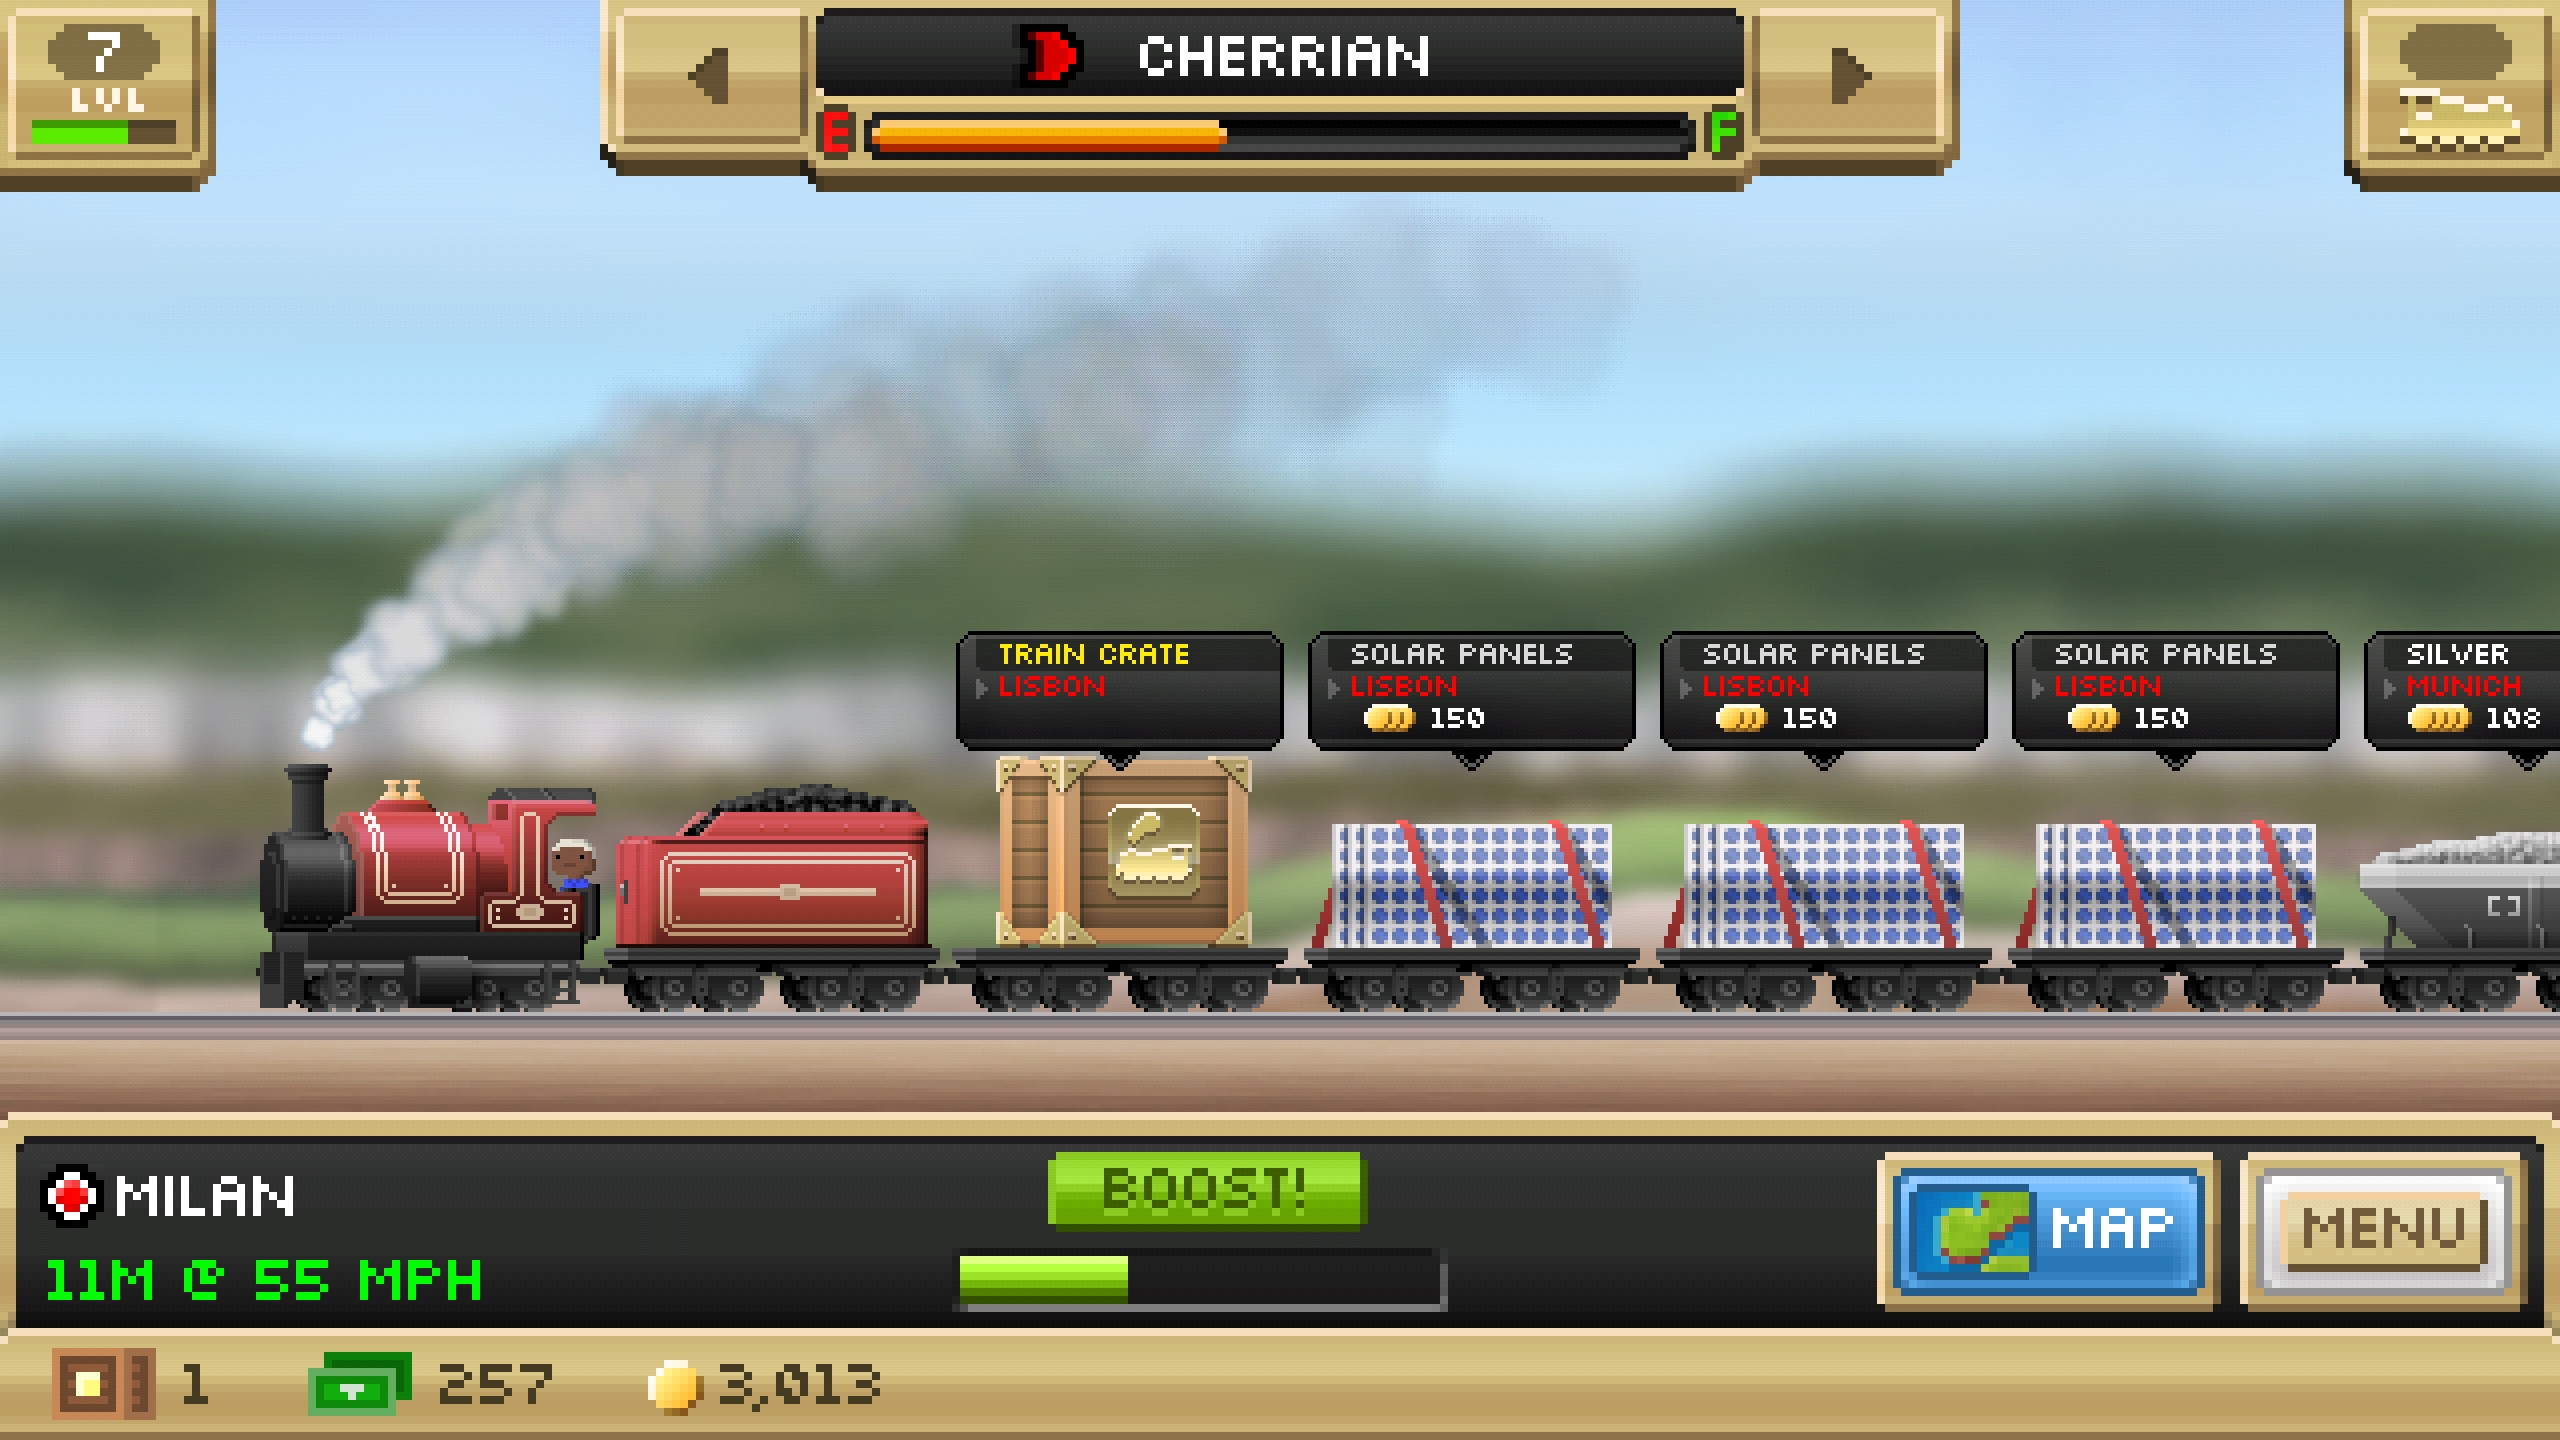 7
LVL
CHERRIAN
E F
TRAIN CRATE
LISBON
SOLAR PANELS
LISBON
150
SOLAR PANELS
LISBON
150
SOLAR PANELS
LISBON
150
SILVER
MUNICH
108
MILAN
11M @ 55 MPH
BOOST!
MAP
MENU
1
257
3,013